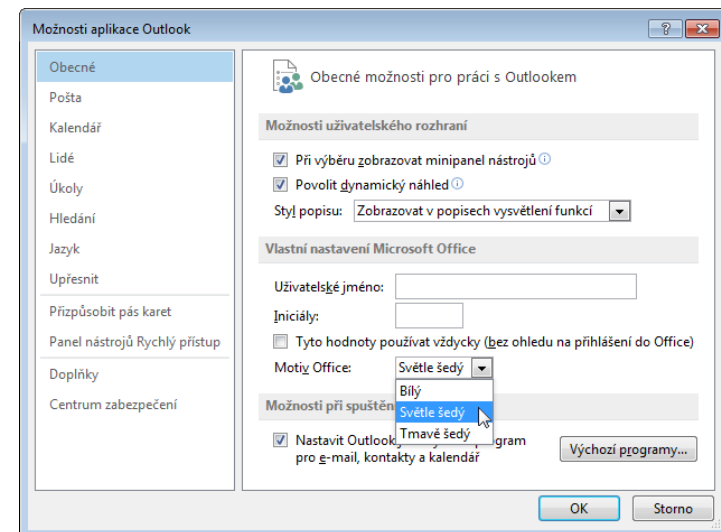 Možnosti aplikace Outlook
Obecné
Pošta
Kalendář
Lidé
Úkoly
Hledání
Jazyk
Upřesnit
Přizpůsobit pás karet
Panel nástrojů Rychlý přístup
Doplňky
Centrum zabezpečení
Obecné možnosti pro práci s Outlookem
Možnosti uživatelského rozhraní
Při výběru zobrazovat minipanel nástrojů
Povolit dynamický náhled
Styl popisu: Zobrazovat v popisech vysvětlení funkcí
Vlastní nastavení Microsoft Office
Uživatelské jméno:
Iniciály:
Tyto hodnoty používat vždycky (bez ohledu na přihlášení do Office)
Motiv Office: Světle šedý
Bílý
Světle šedý
Tmavě šedý
Možnosti při
Nastavit Outlook
pro e-mail, kontakty a kalendář
Výchozí programy...
OK Storno